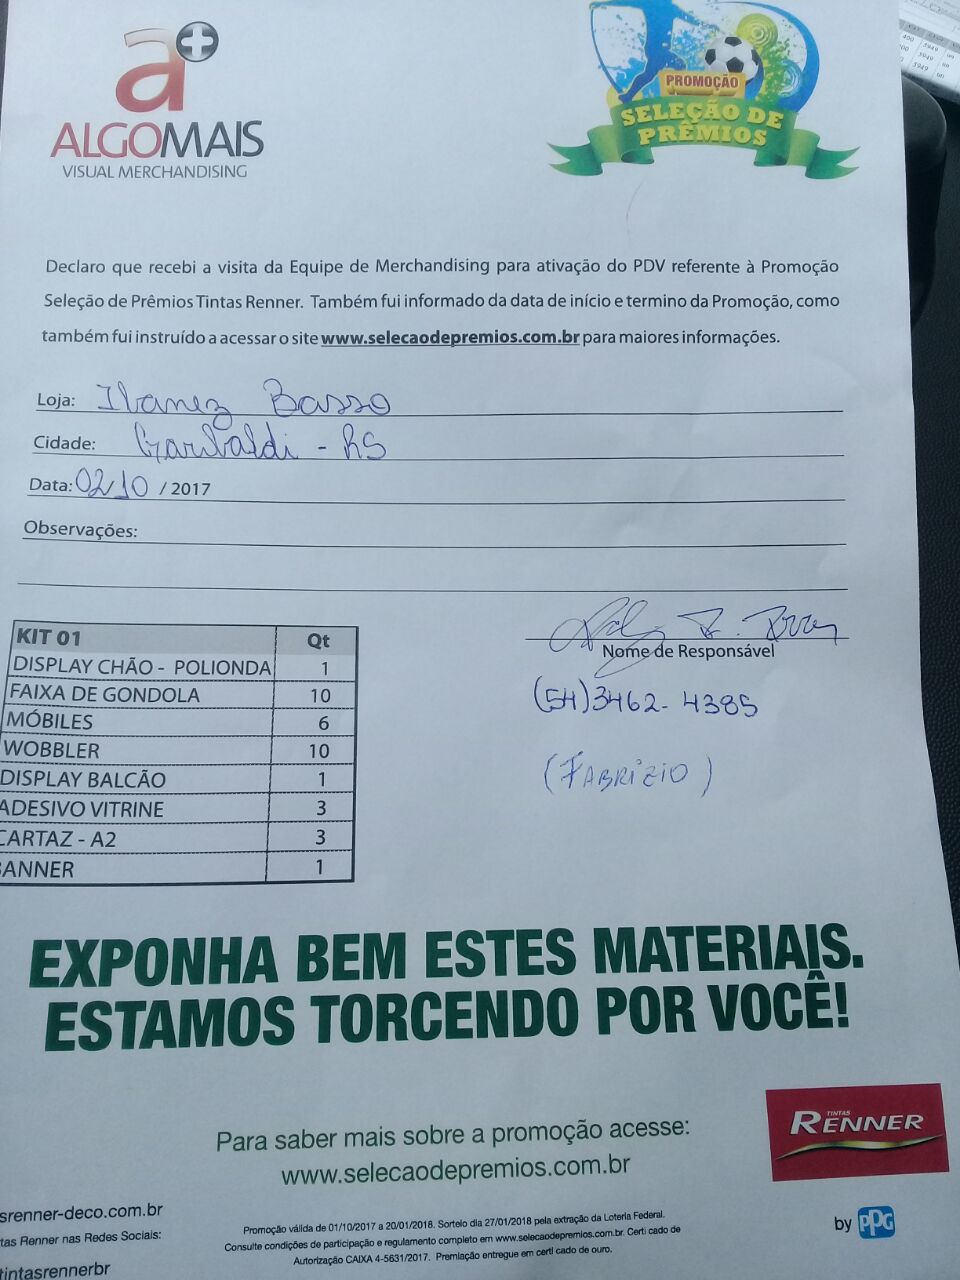 a+
ALGOMAIS
VISUAL MERCHANDISING
PROMOÇÃO
SELEÇÃO DE
PRÊMIOS
Declaro que recebi a visita da Equipe de Merchandising para ativação do PDV referente à Promoção
Seleção de Prêmios Tintas Renner. Também fui informado da data de início e termino da Promoção, como
também fui instruído a acessar o site www.selecaodepremios.com.br para maiores informações.
Loja: Ibanez Basso
Cidade: Garibaldi - RS
Data: 02/10 / 2017
Observações:
Nome de Responsável
(54)3462-4385
(FABRÍZIO)
KIT 01 Qt
DISPLAY CHÃO - POLIONDA 1
FAIXA DE GONDOLA 10
MÓBILES 6
WOBBLER 10
DISPLAY BALCÃO 1
ADESIVO VITRINE 3
CARTAZ - A2 3
BANNER 1
EXPONHA BEM ESTES MATERIAIS.
ESTAMOS TORCENDO POR VOCÊ!
Para saber mais sobre a promoção acesse:
www.selecaodepremios.com.br
TINTAS
RENNER
by PPG
srenner-deco.com.br
tas Renner nas Redes Sociais:
tintasrennerbr
Promoção válida de 01/10/2017 a 20/01/2018. Sorteio dia 27/01/2018 pela extração da Loteria Federal.
Consulte condições de participação e regulamento completo em www.selecaodepremios.com.br. Certi cado de
Autorização CAIXA 4-5631/2017. Premiação entregue em certi cado de ouro.